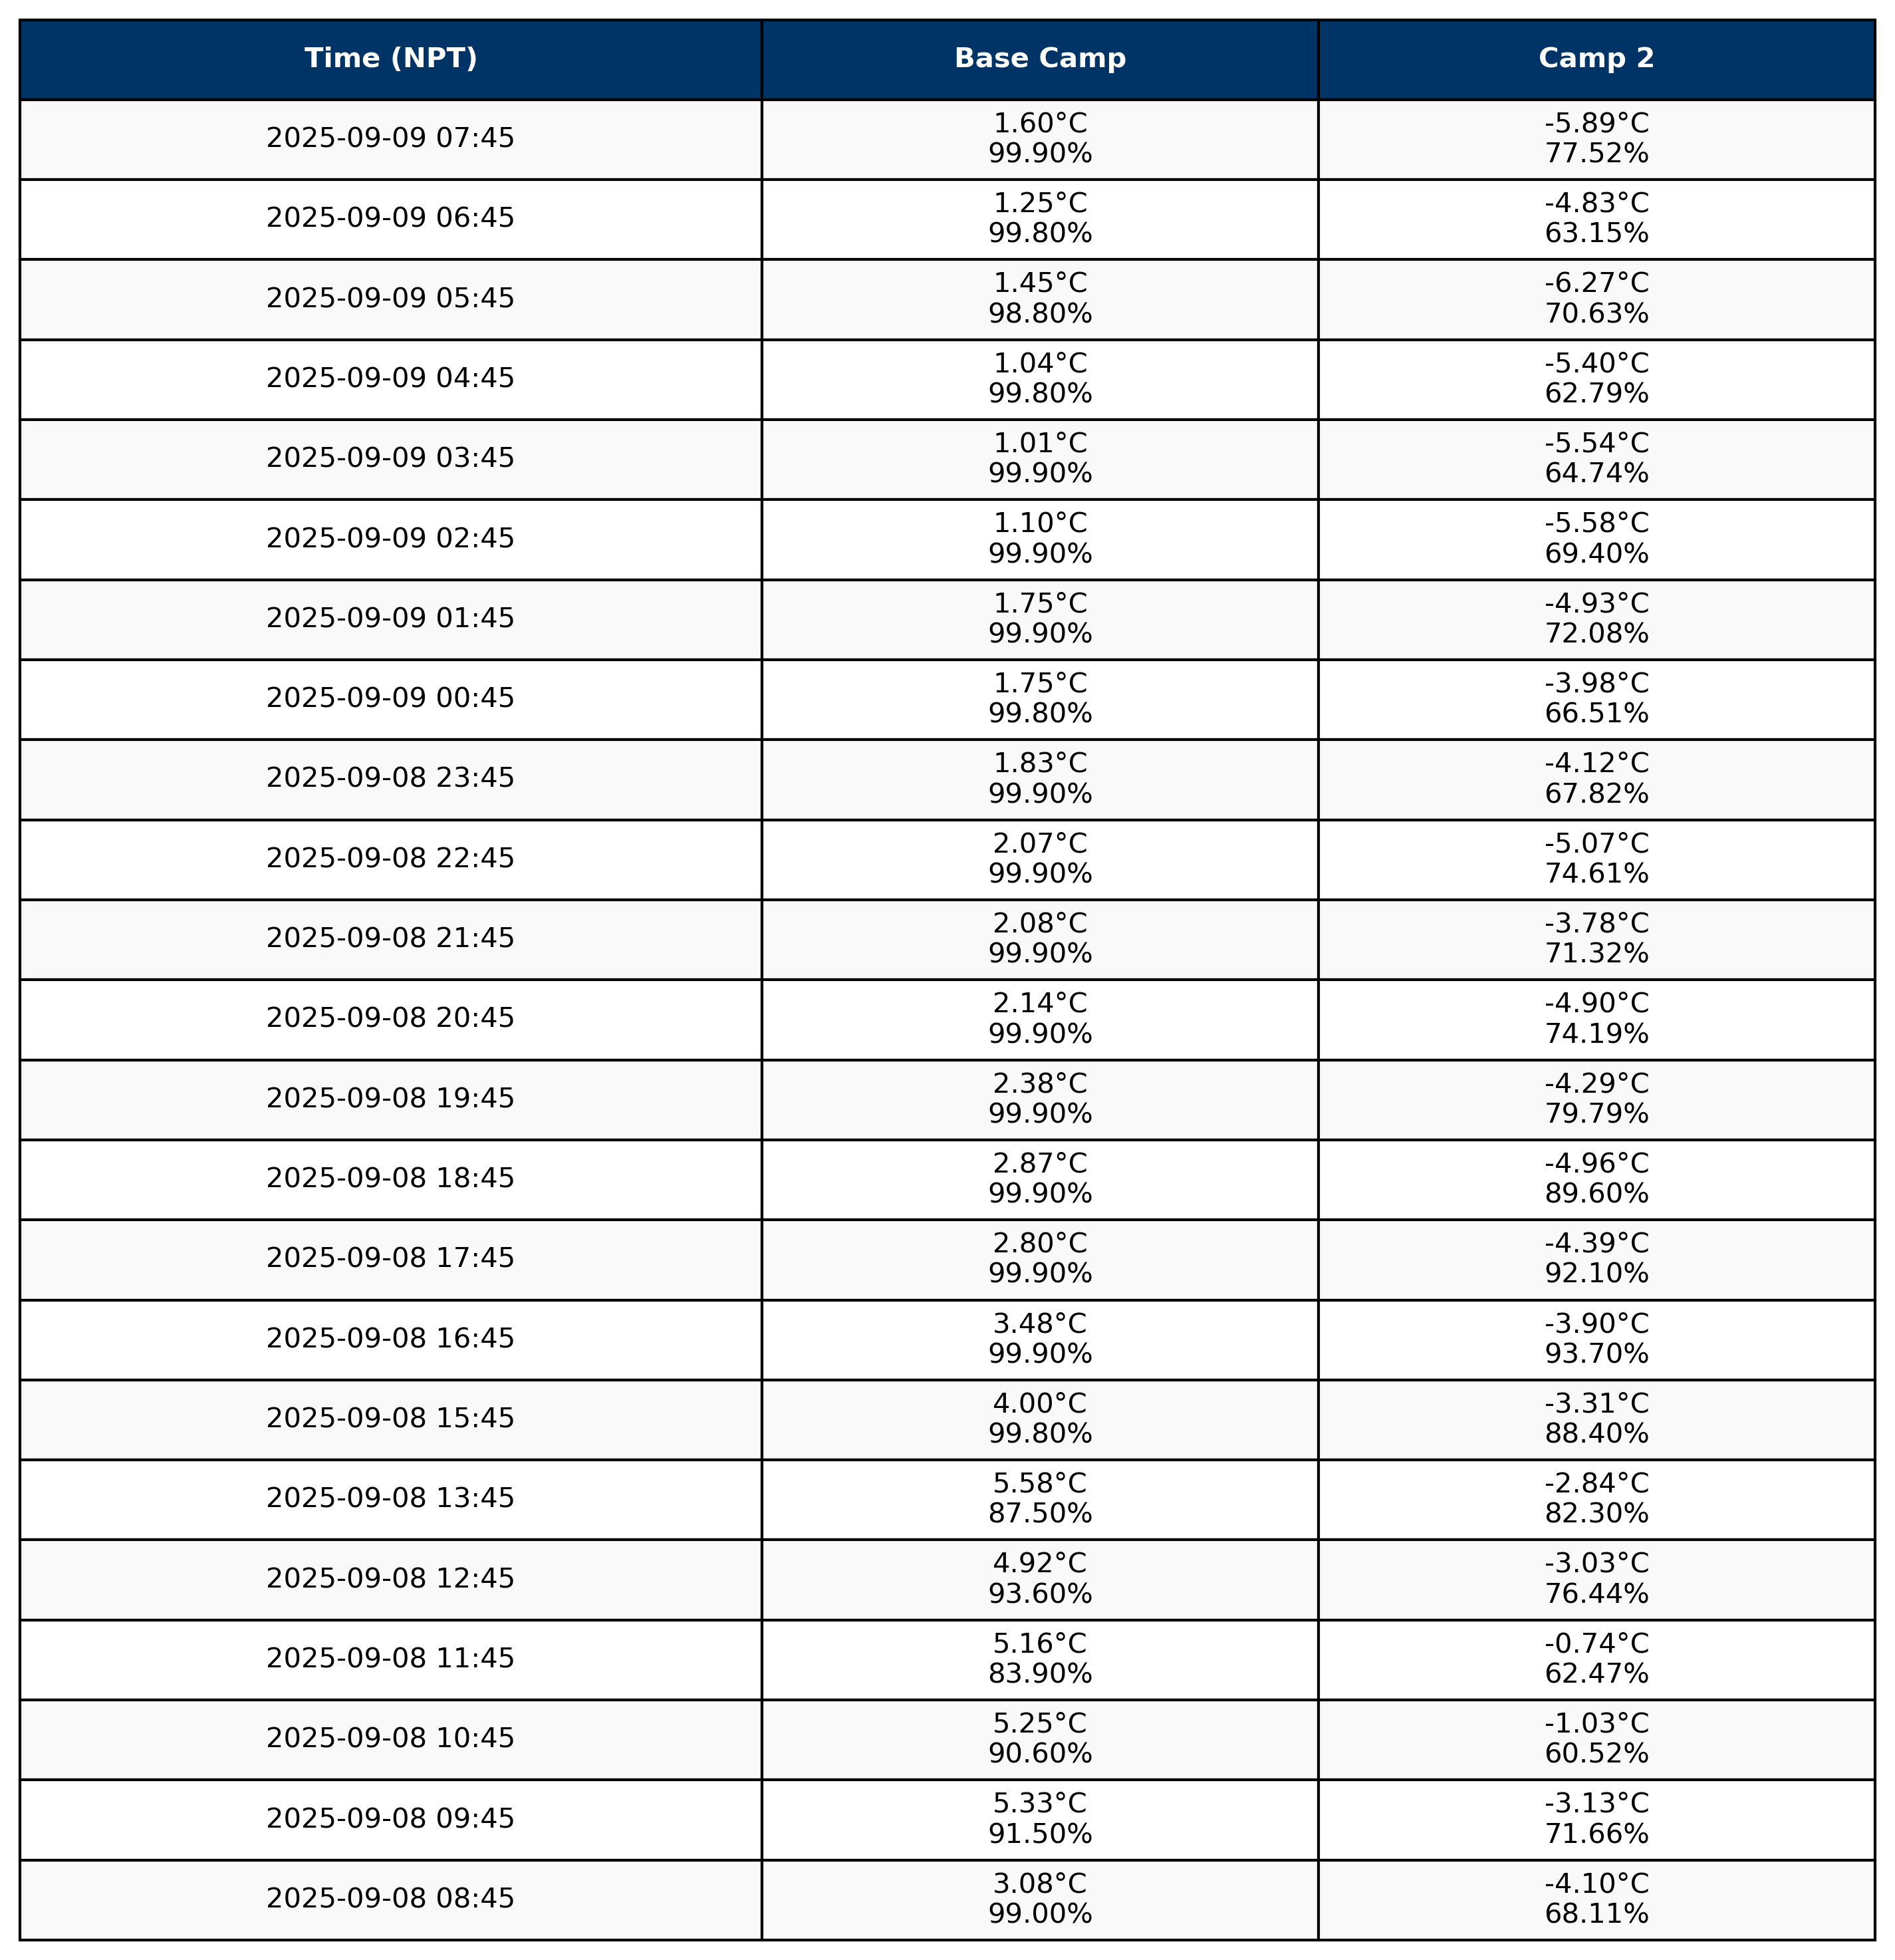 Time (NPT) Base Camp Camp 2
2025-09-09 07:45 1.60°C -5.89°C
99.90% 77.52%
2025-09-09 06:45 1.25°C -4.83°C
99.80% 63.15%
2025-09-09 05:45 1.45°C -6.27°C
98.80% 70.63%
2025-09-09 04:45 1.04°C -5.40°C
99.80% 62.79%
2025-09-09 03:45 1.01°C -5.54°C
99.90% 64.74%
2025-09-09 02:45 1.10°C -5.58°C
99.90% 69.40%
2025-09-09 01:45 1.75°C -4.93°C
99.90% 72.08%
2025-09-09 00:45 1.75°C -3.98°C
99.80% 66.51%
2025-09-08 23:45 1.83°C -4.12°C
99.90% 67.82%
2025-09-08 22:45 2.07°C -5.07°C
99.90% 74.61%
2025-09-08 21:45 2.08°C -3.78°C
99.90% 71.32%
2025-09-08 20:45 2.14°C -4.90°C
99.90% 74.19%
2025-09-08 19:45 2.38°C -4.29°C
99.90% 79.79%
2025-09-08 18:45 2.87°C -4.96°C
99.90% 89.60%
2025-09-08 17:45 2.80°C -4.39°C
99.90% 92.10%
2025-09-08 16:45 3.48°C -3.90°C
99.90% 93.70%
2025-09-08 15:45 4.00°C -3.31°C
99.80% 88.40%
2025-09-08 13:45 5.58°C -2.84°C
87.50% 82.30%
2025-09-08 12:45 4.92°C -3.03°C
93.60% 76.44%
2025-09-08 11:45 5.16°C -0.74°C
83.90% 62.47%
2025-09-08 10:45 5.25°C -1.03°C
90.60% 60.52%
2025-09-08 09:45 5.33°C -3.13°C
91.50% 71.66%
2025-09-08 08:45 3.08°C -4.10°C
99.00% 68.11%